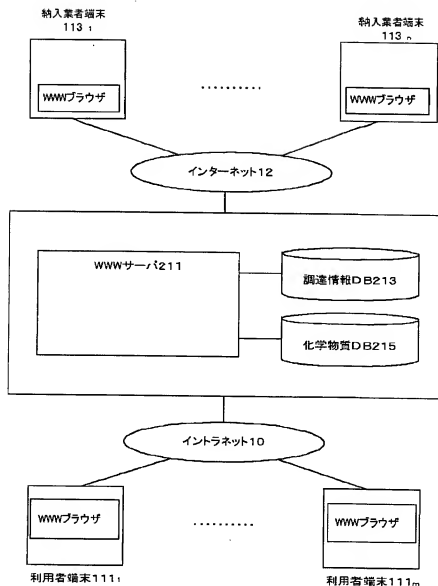 納入業者端末
113₁
納入業者端末
113ₙ
WWWブラウザ
WWWブラウザ
インターネット12
WWWサーバ211
調達情報DB213
化学物質DB215
イントラネット10
WWWブラウザ
WWWブラウザ
利用者端末111₁
利用者端末111ₘ